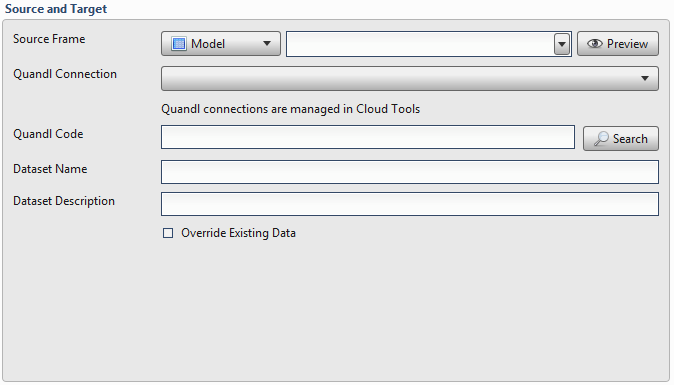 Source and Target
Source Frame Model Preview
Quandl Connection
Quandl connections are managed in Cloud Tools
Quandl Code Search
Dataset Name
Dataset Description
Override Existing Data